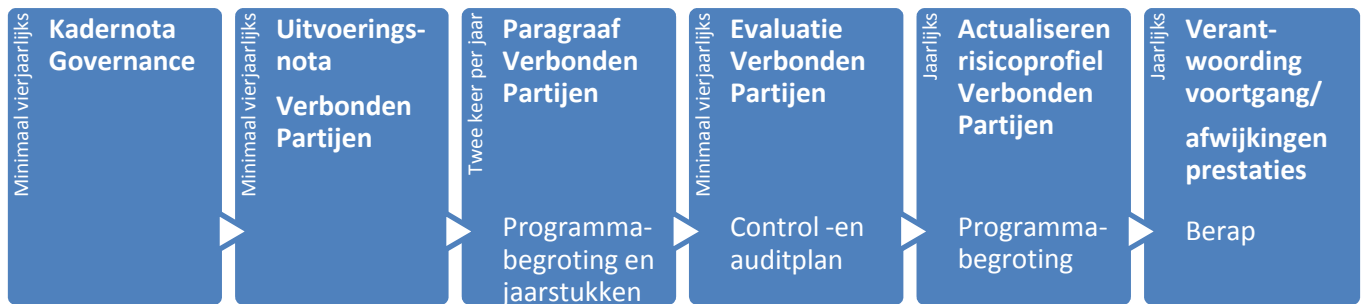 Minimaal vierjaarlijks
Kadernota
Governance
Minimaal vierjaarlijks
Uitvoerings-
nota
Verbonden
Partijen
Twee keer per jaar
Paragraaf
Verbonden
Partijen
Programma-
begroting en
jaarstukken
Minimaal vierjaarlijks
Evaluatie
Verbonden
Partijen
Control -en
auditplan
Jaarlijks
Actualiseren
risicoprofiel
Verbonden
Partijen
Programma-
begroting
Jaarlijks
Verant-
woording
voortgang/
afwijkingen
prestaties
Berap